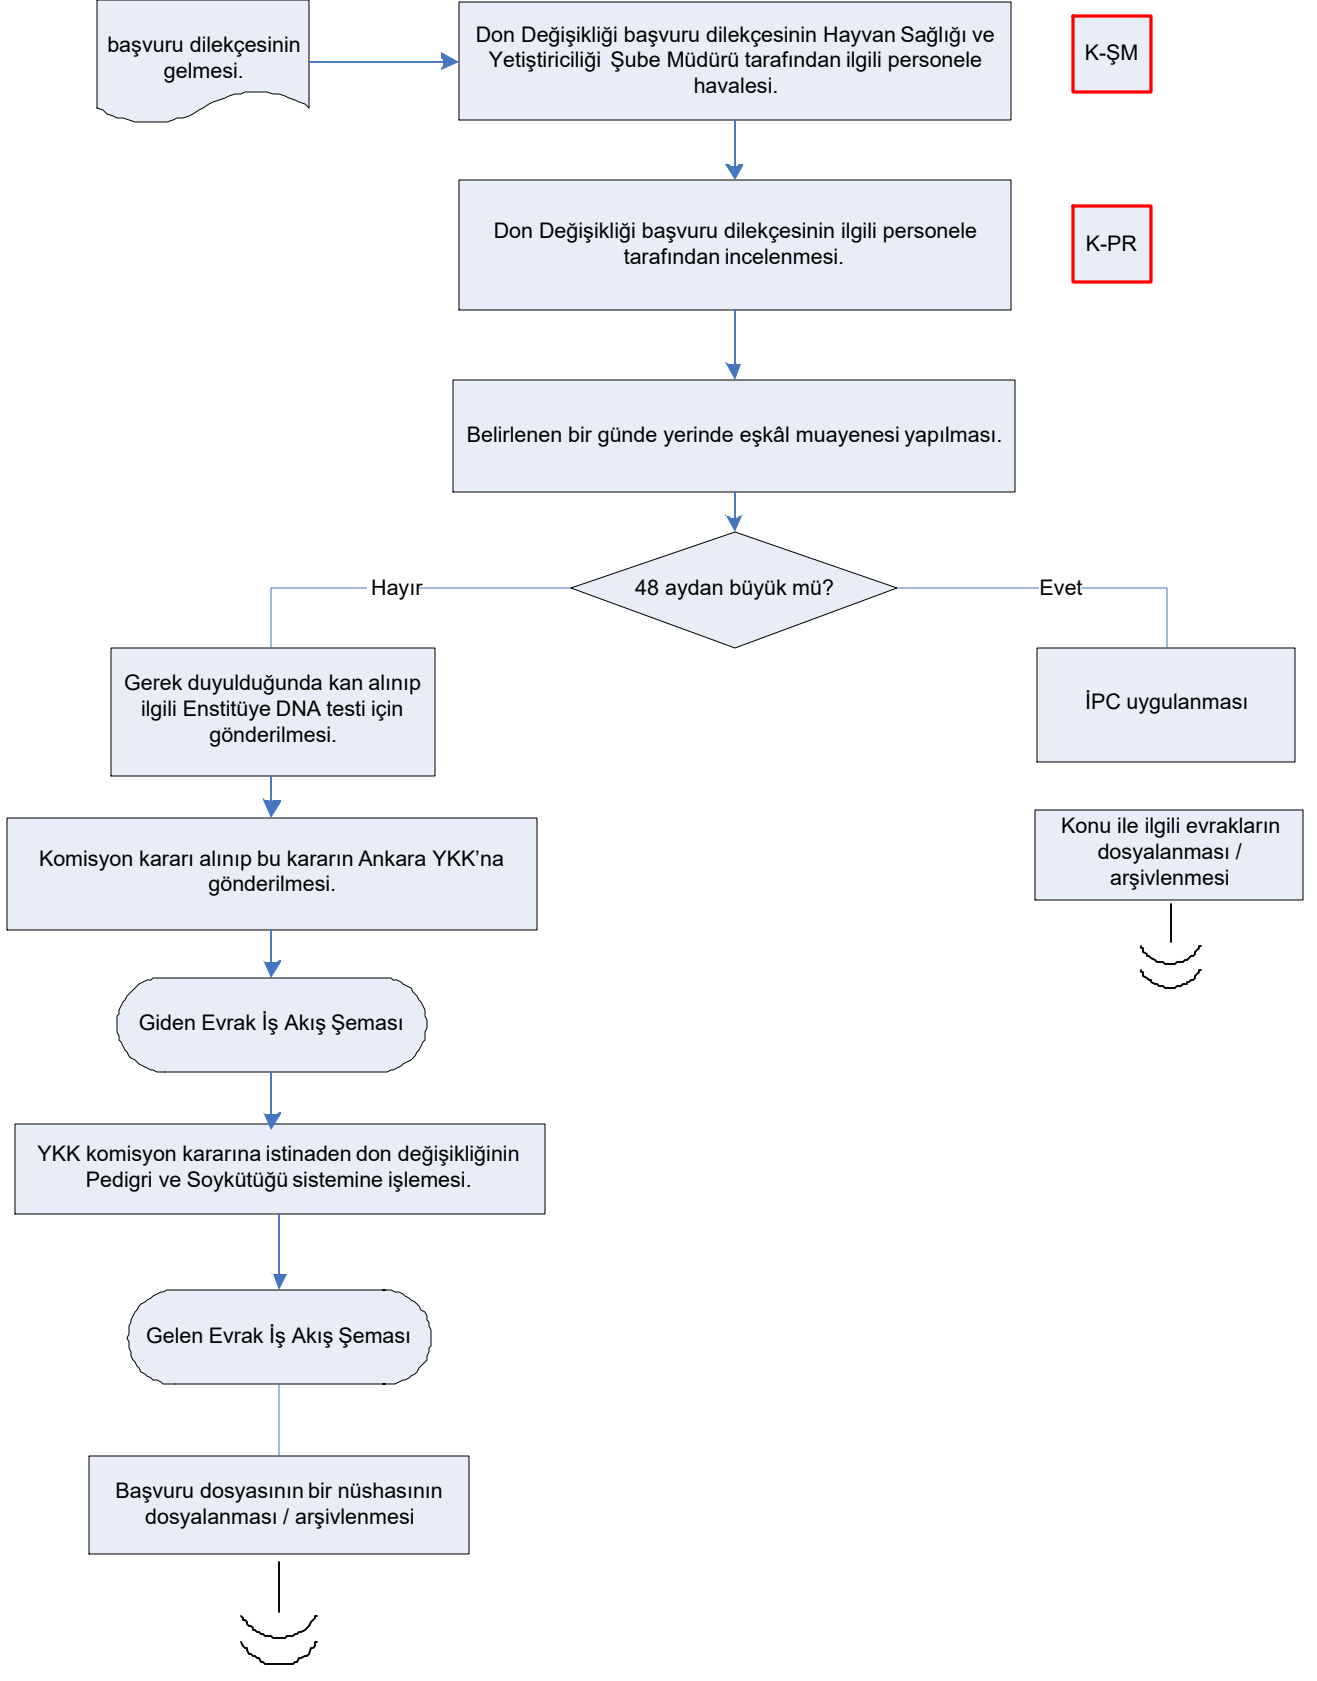 başvuru dilekçesinin
gelmesi.
Don Değişikliği başvuru dilekçesinin Hayvan Sağlığı ve
Yetiştiriciliği Şube Müdürü tarafından ilgili personele
havalesi.
K-ŞM
Don Değişikliği başvuru dilekçesinin ilgili personele
tarafından incelenmesi.
K-PR
Belirlenen bir günde yerinde eşkâl muayenesi yapılması.
48 aydan büyük mü?
Hayır
Evet
Gerek duyulduğunda kan alınıp
ilgili Enstitüye DNA testi için
gönderilmesi.
İPC uygulanması
Komisyon kararı alınıp bu kararın Ankara YKK’na
gönderilmesi.
Konu ile ilgili evrakların
dosyalanması /
arşivlenmesi
Giden Evrak İş Akış Şeması
YKK komisyon kararına istinaden don değişikliğinin
Pedigri ve Soykütüğü sistemine işlemesi.
Gelen Evrak İş Akış Şeması
Başvuru dosyasının bir nüshasının
dosyalanması / arşivlenmesi